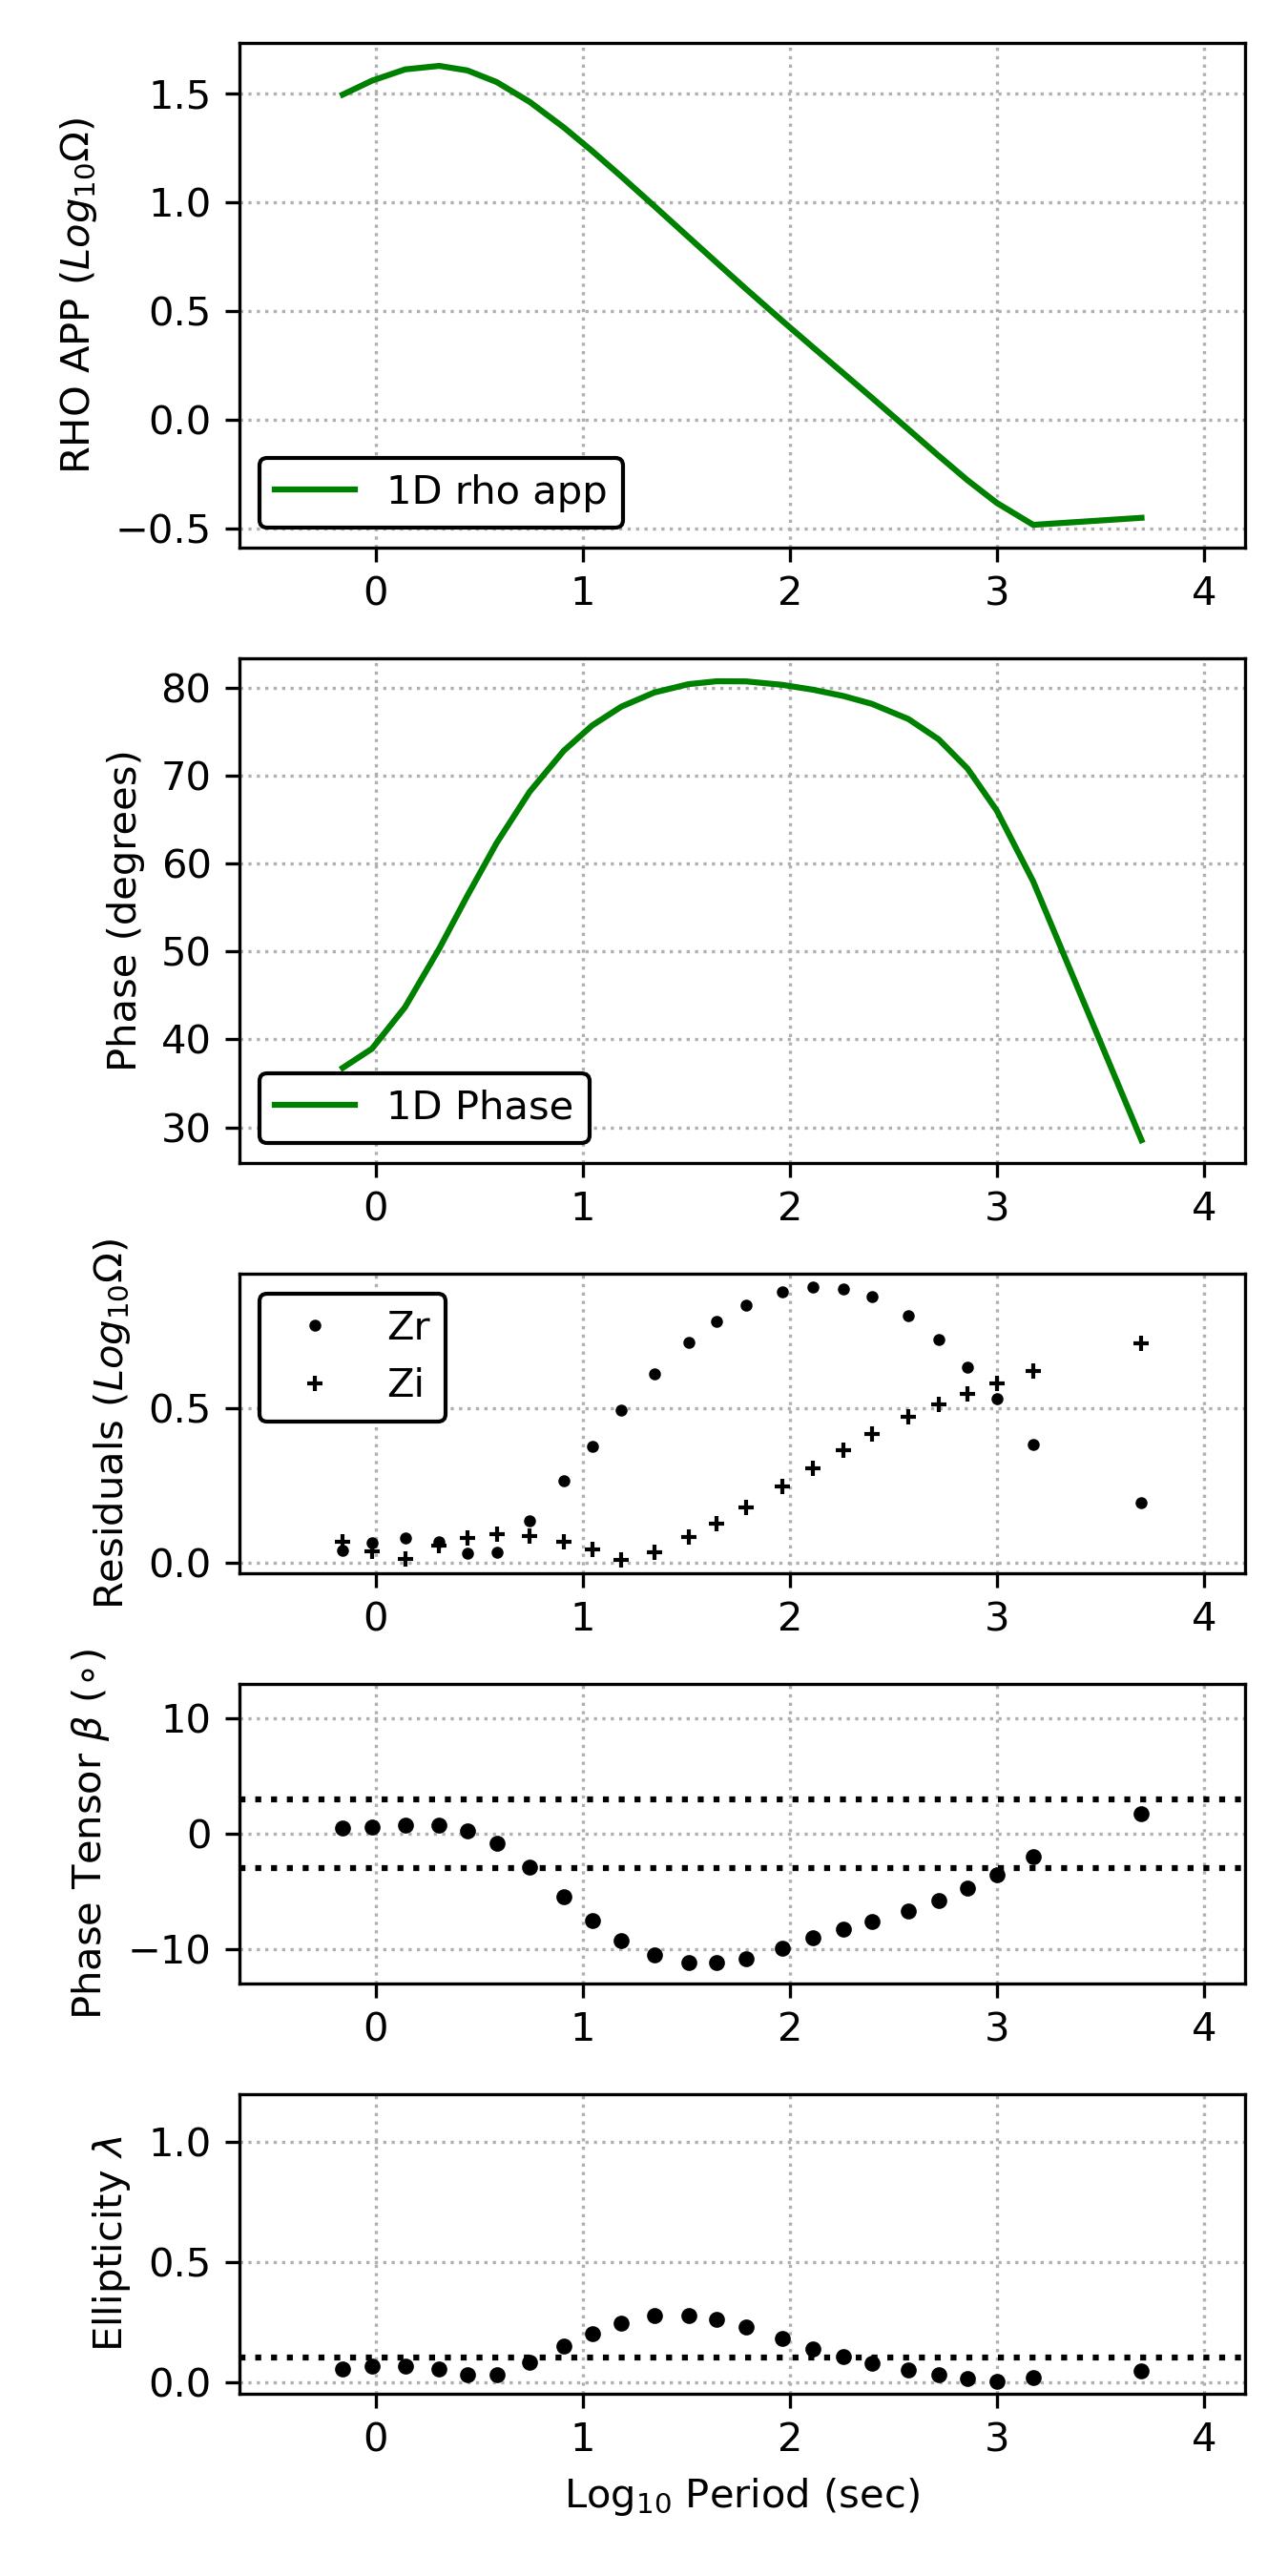 RHO APP (Log₁₀Ω)
1.5
1.0
0.5
0.0
−0.5
1D rho app
0 1 2 3 4
Phase (degrees)
80
70
60
50
40
30
1D Phase
0 1 2 3 4
Residuals (Log₁₀Ω)
Zr
Zi
0.5
0.0
0 1 2 3 4
Phase Tensor β (∘)
10
0
−10
0 1 2 3 4
Ellipticity λ
1.0
0.5
0.0
0 1 2 3 4
Log₁₀ Period (sec)